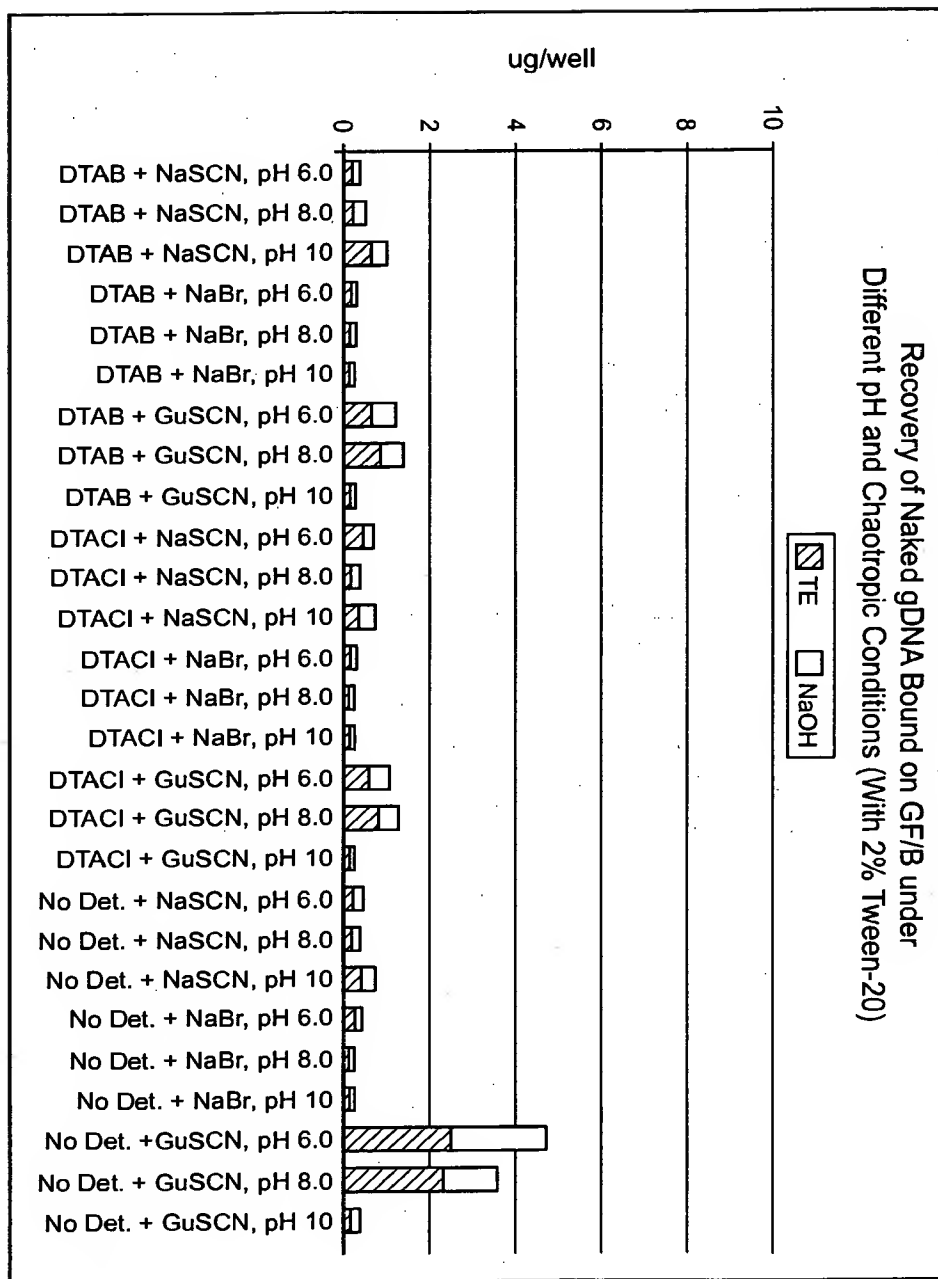 Recovery of Naked gDNA Bound on GF/B under
Different pH and Chaotropic Conditions (With 2% Tween-20)
TE
NaOH
ug/well
10
8
6
4
2
0
DTAB + NaSCN, pH 6.0
DTAB + NaSCN, pH 8.0
DTAB + NaSCN, pH 10
DTAB + NaBr, pH 6.0
DTAB + NaBr, pH 8.0
DTAB + NaBr, pH 10
DTAB + GuSCN, pH 6.0
DTAB + GuSCN, pH 8.0
DTAB + GuSCN, pH 10
DTACl + NaSCN, pH 6.0
DTACl + NaSCN, pH 8.0
DTACl + NaSCN, pH 10
DTACl + NaBr, pH 6.0
DTACl + NaBr, pH 8.0
DTACl + NaBr, pH 10
DTACl + GuSCN, pH 6.0
DTACl + GuSCN, pH 8.0
DTACl + GuSCN, pH 10
No Det. + NaSCN, pH 6.0
No Det. + NaSCN, pH 8.0
No Det. + NaSCN, pH 10
No Det. + NaBr, pH 6.0
No Det. + NaBr, pH 8.0
No Det. + NaBr, pH 10
No Det. +GuSCN, pH 6.0
No Det. + GuSCN, pH 8.0
No Det. + GuSCN, pH 10